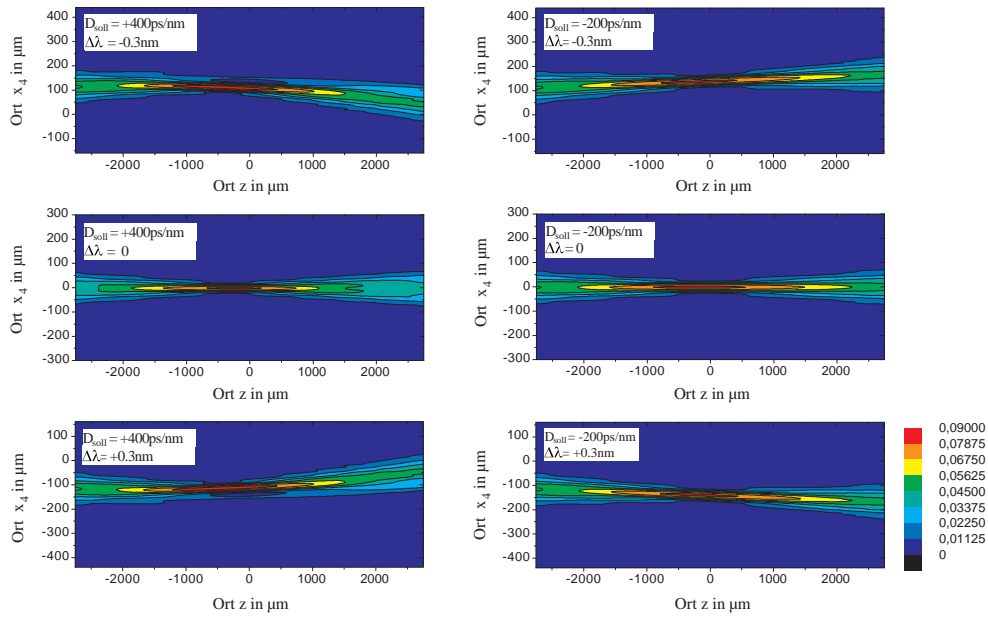 D_soll = +400ps/nm
Δλ = -0.3nm
400
300
200
100
0
-100
-2000 -1000 0 1000 2000
Ort x_4 in µm
Ort z in µm
D_soll = -200ps/nm
Δλ = -0.3nm
400
300
200
100
0
-100
-2000 -1000 0 1000 2000
Ort x_4 in µm
Ort z in µm
D_soll = +400ps/nm
Δλ = 0
300
200
100
0
-100
-200
-300
-2000 -1000 0 1000 2000
Ort x_4 in µm
Ort z in µm
D_soll = -200ps/nm
Δλ = 0
300
200
100
0
-100
-200
-300
-2000 -1000 0 1000 2000
Ort x_4 in µm
Ort z in µm
D_soll = +400ps/nm
Δλ = +0.3nm
100
0
-100
-200
-300
-400
-2000 -1000 0 1000 2000
Ort x_4 in µm
Ort z in µm
D_soll = -200ps/nm
Δλ = +0.3nm
100
0
-100
-200
-300
-400
-2000 -1000 0 1000 2000
Ort x_4 in µm
Ort z in µm
0,09000
0,07875
0,06750
0,05625
0,04500
0,03375
0,02250
0,01125
0